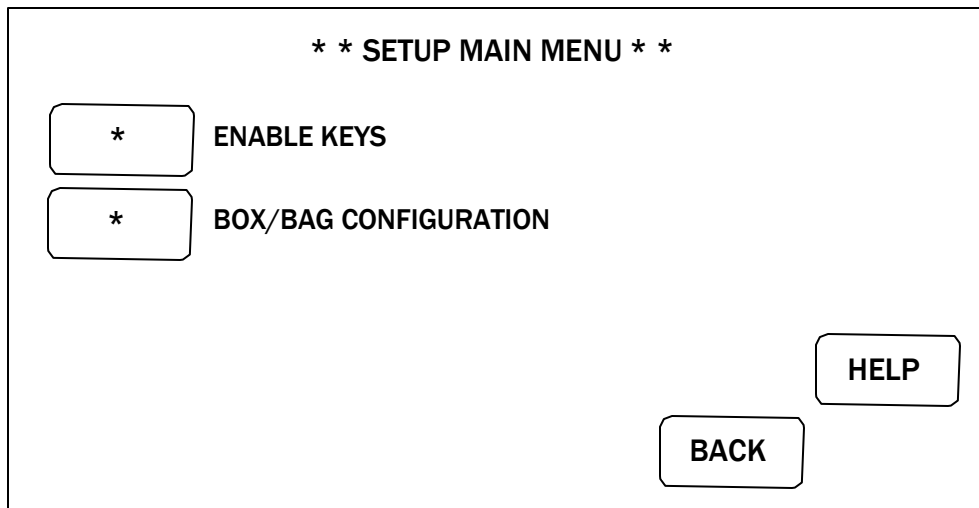 * * SETUP MAIN MENU * *
* ENABLE KEYS
* BOX/BAG CONFIGURATION
HELP
BACK